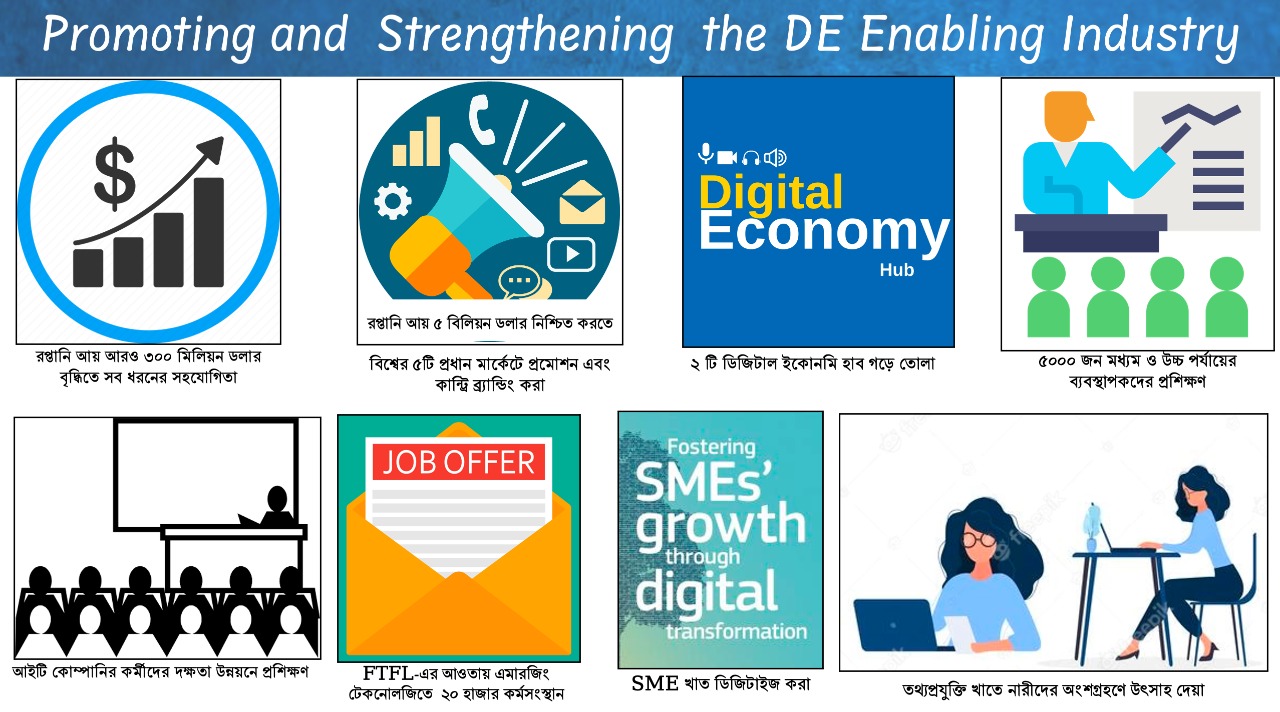 Promoting and Strengthening the DE Enabling Industry
$
রপ্তানি আয় আরও ৩০০ মিলিয়ন ডলার
বৃদ্ধিতে সব ধরনের সহযোগিতা
রপ্তানি আয় ৫ বিলিয়ন ডলার নিশ্চিত করতে
বিশ্বের ৫টি প্রধান মার্কেটে প্রমোশন এবং
কান্ট্রি ব্র্যান্ডিং করা
Digital
Economy
Hub
২ টি ডিজিটাল ইকোনমি হাব গড়ে তোলা
৫০০০ জন মধ্যম ও উচ্চ পর্যায়ের
ব্যবস্থাপকদের প্রশিক্ষণ
আইটি কোম্পানির কর্মীদের দক্ষতা উন্নয়নে প্রশিক্ষণ
JOB OFFER
FTFL-এর আওতায় এমারজিং
টেকনোলজিতে ২০ হাজার কর্মসংস্থান
Fostering
SMEs'
growth
through
digital
transformation
SME খাত ডিজিটাইজ করা
তথ্যপ্রযুক্তি খাতে নারীদের অংশগ্রহণে উৎসাহ দেয়া